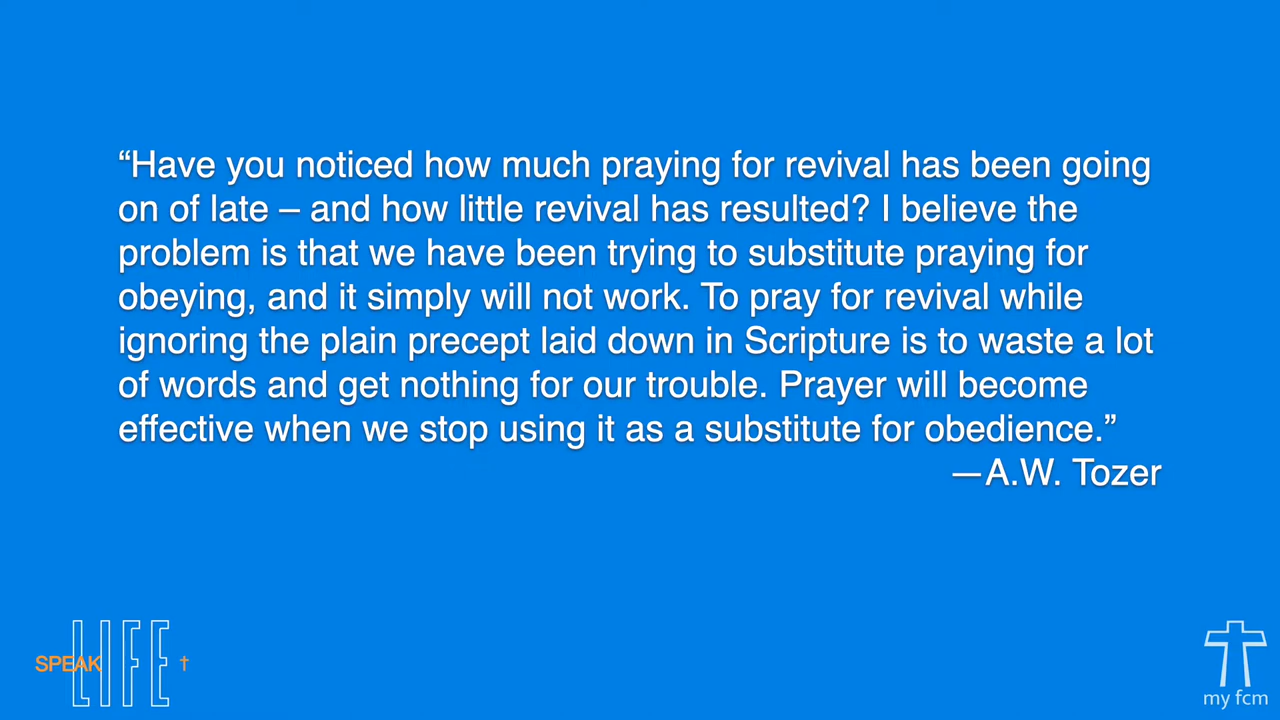 “Have you noticed how much praying for revival has been going
on of late – and how little revival has resulted? I believe the
problem is that we have been trying to substitute praying for
obeying, and it simply will not work. To pray for revival while
ignoring the plain precept laid down in Scripture is to waste a lot
of words and get nothing for our trouble. Prayer will become
effective when we stop using it as a substitute for obedience.”
—A.W. Tozer
SPEAK LIFE †
my fcm